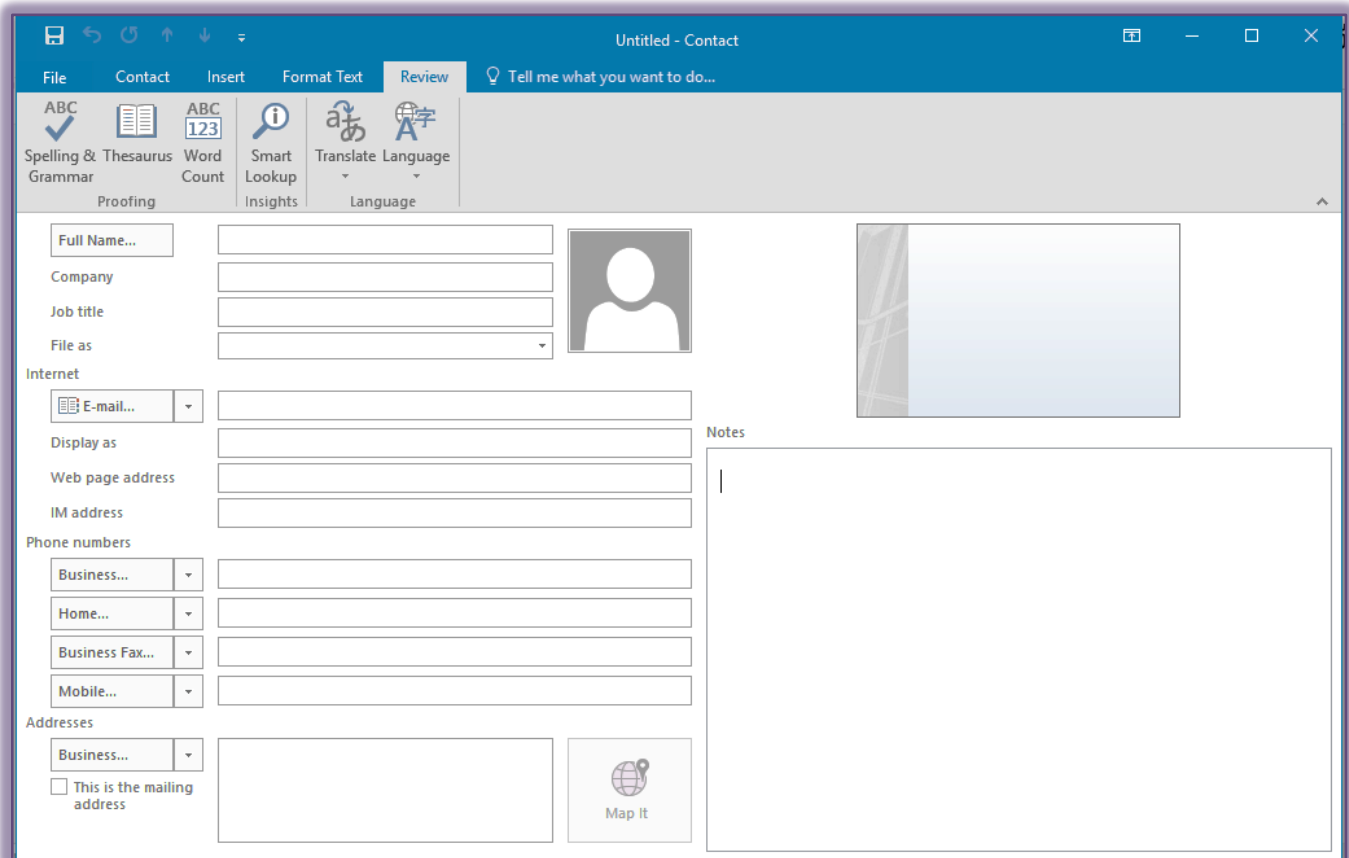 Untitled - Contact
File Contact Insert Format Text Review Tell me what you want to do...
ABC ABC 123 i a あ A 字
Spelling & Grammar Thesaurus Word Count Smart Lookup Translate Language
Proofing Insights Language
Full Name...
Company
Job title
File as
Internet
E-mail...
Display as
Web page address
IM address
Notes
Phone numbers
Business...
Home...
Business Fax...
Mobile...
Addresses
Business...
This is the mailing
address
Map It